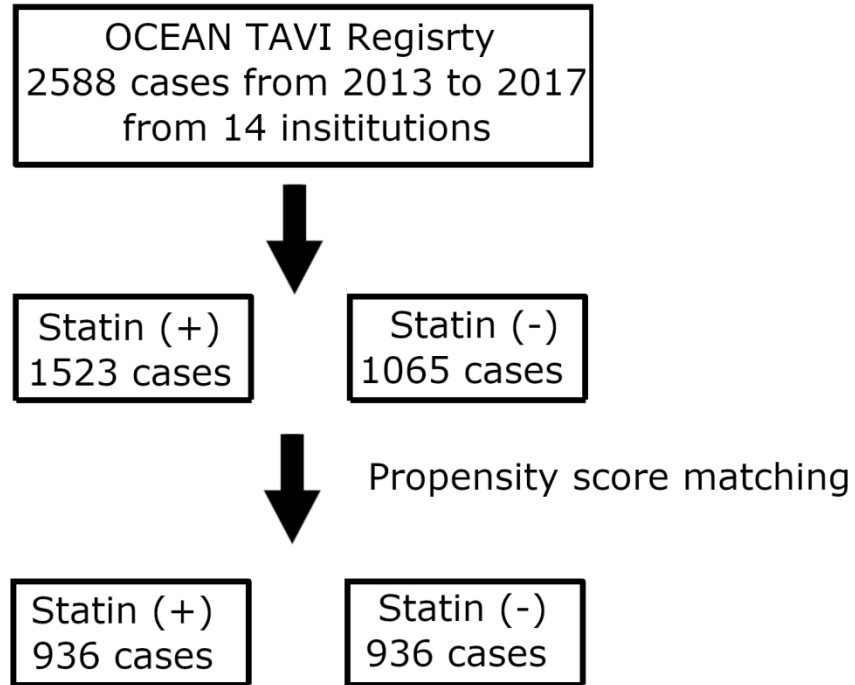 OCEAN TAVI Regisrty
2588 cases from 2013 to 2017
from 14 insititutions
Statin (+)
1523 cases
Statin (-)
1065 cases
Propensity score matching
Statin (+)
936 cases
Statin (-)
936 cases